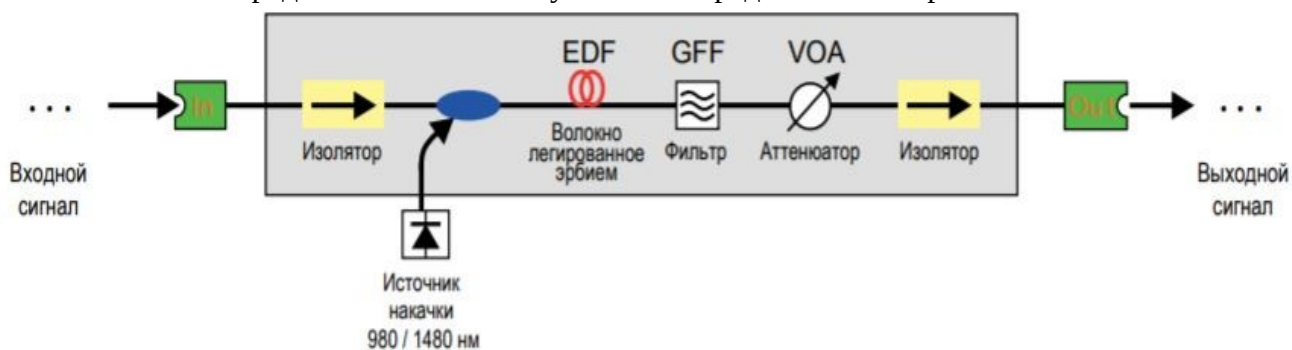 EDF GFF VOA
... In Out ...
Изолятор
Волокно
легированное
эрбием
Фильтр
Аттенюатор
Изолятор
Входной
сигнал
Выходной
сигнал
Источник
накачки
980 / 1480 нм